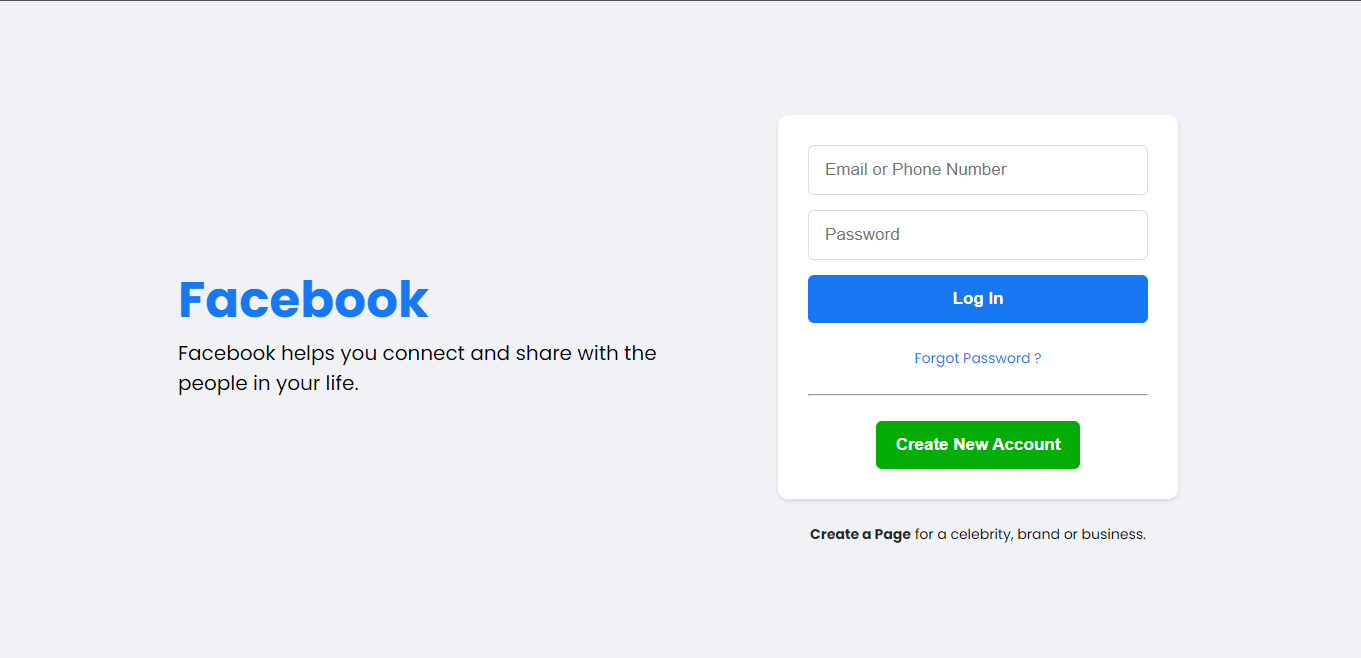 Facebook
Facebook helps you connect and share with the
people in your life.
Email or Phone Number
Password
Log In
Forgot Password ?
Create New Account
Create a Page for a celebrity, brand or business.